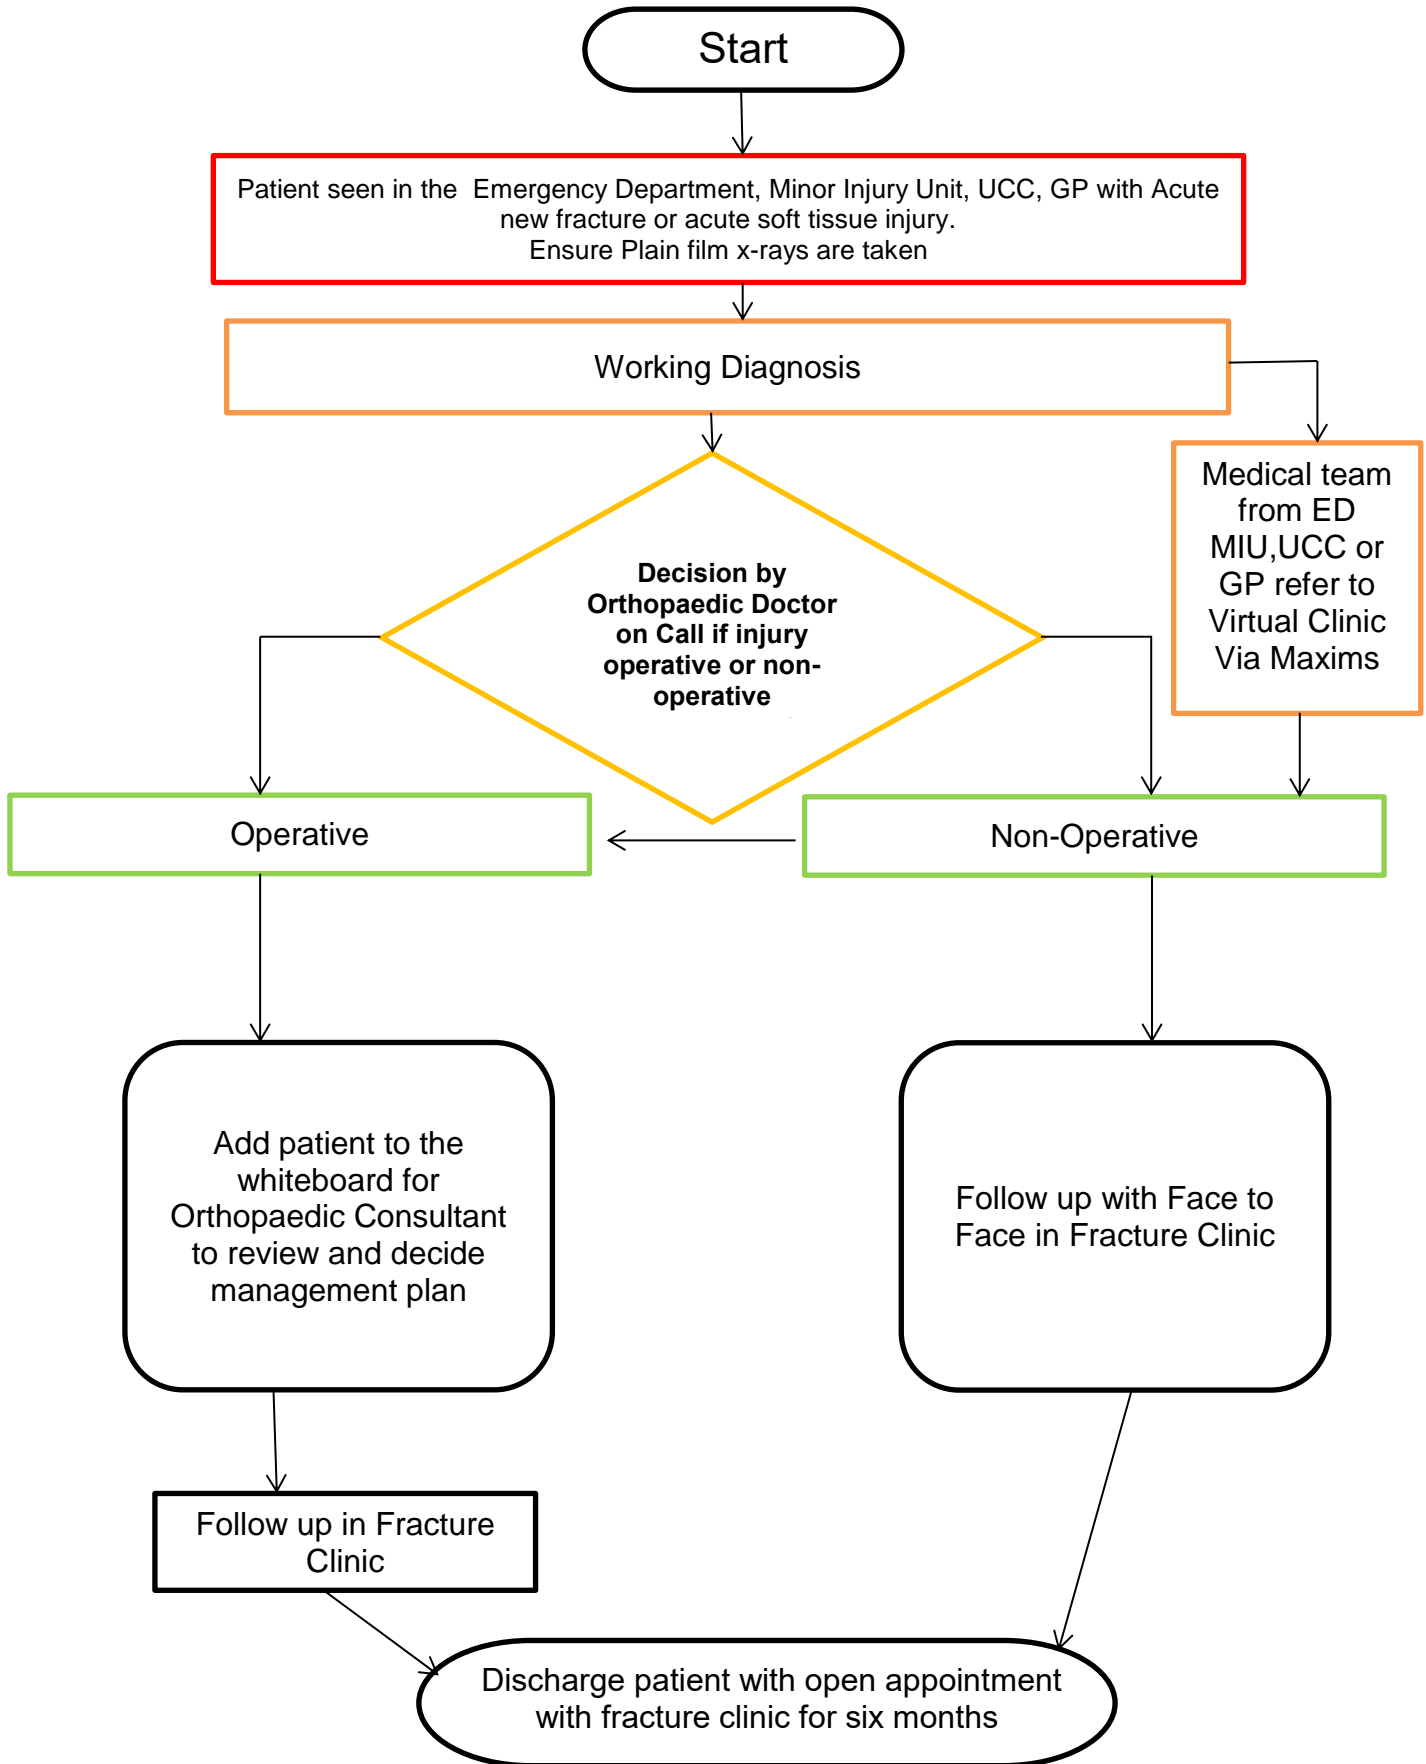 Start
Patient seen in the  Emergency Department, Minor Injury Unit, UCC, GP with Acute
new fracture or acute soft tissue injury.
Ensure Plain film x-rays are taken
Working Diagnosis
Medical team
from ED
MIU,UCC or
GP refer to
Virtual Clinic
Via Maxims
Decision by
Orthopaedic Doctor
on Call if injury
operative or non-
operative
Operative
Non-Operative
Add patient to the
whiteboard for
Orthopaedic Consultant
to review and decide
management plan
Follow up with Face to
Face in Fracture Clinic
Follow up in Fracture
Clinic
Discharge patient with open appointment
with fracture clinic for six months